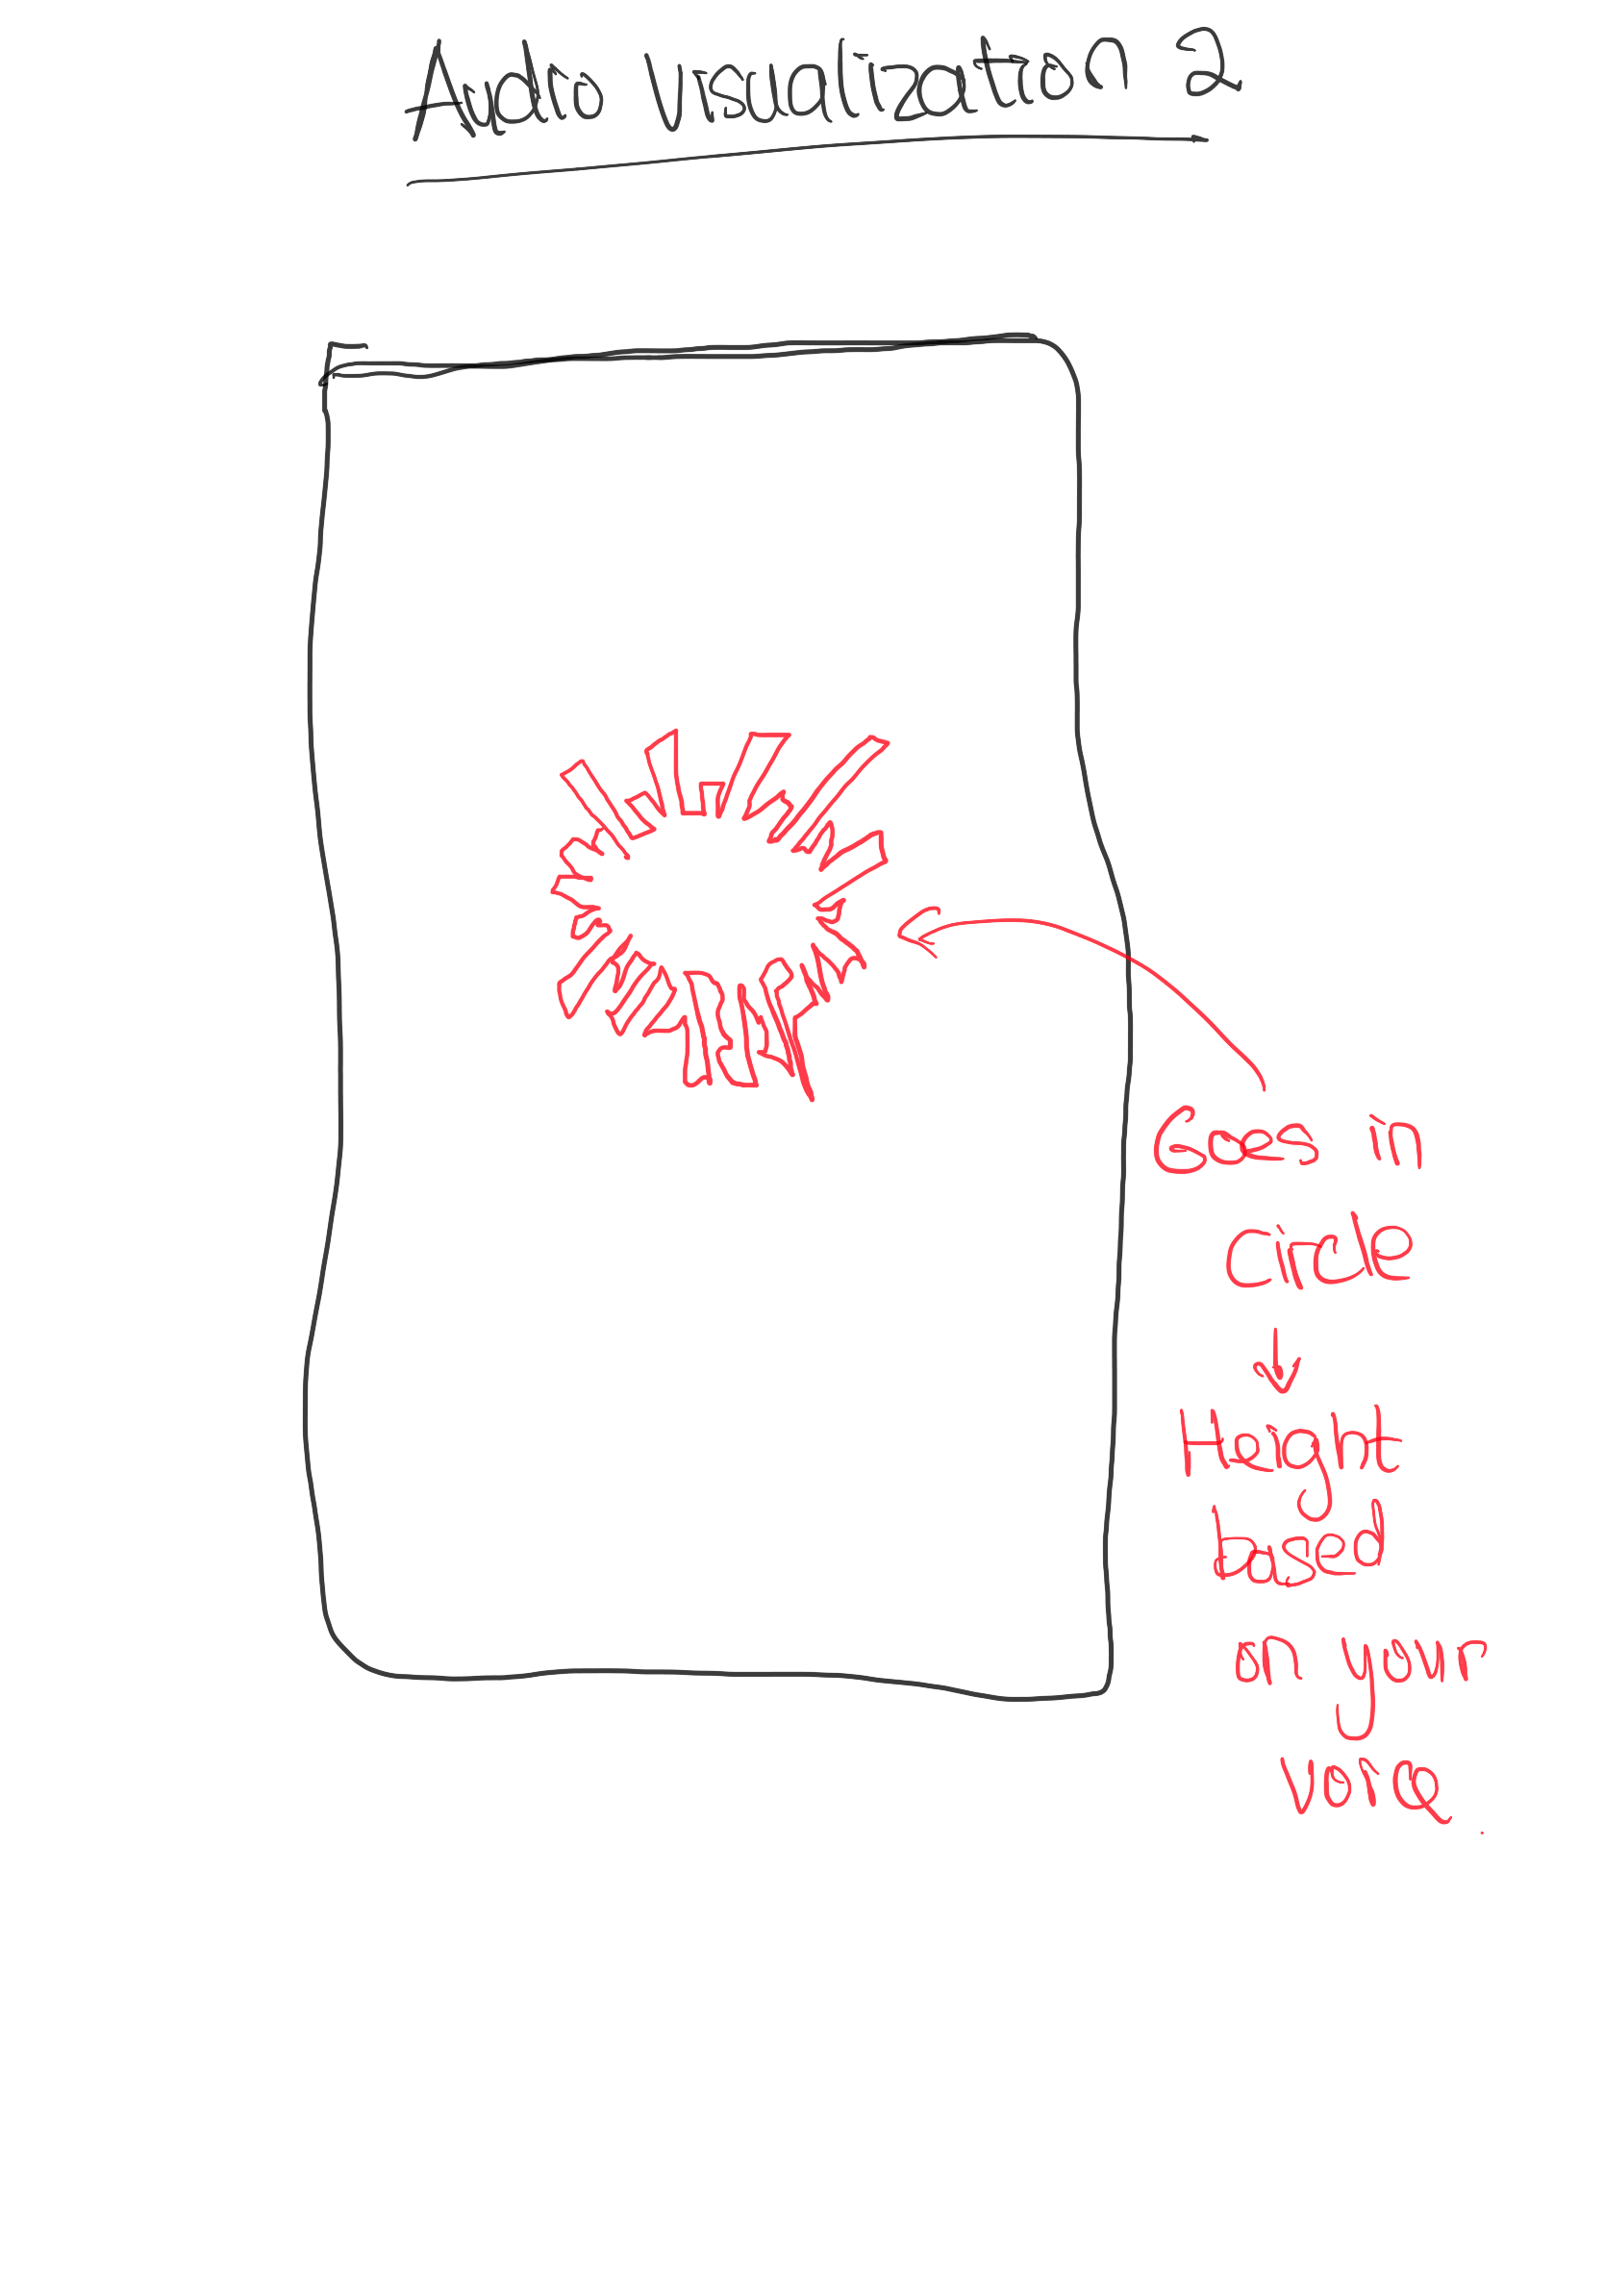 Audio Visualization 2
Goes in
circle
Height
based
on your
voice